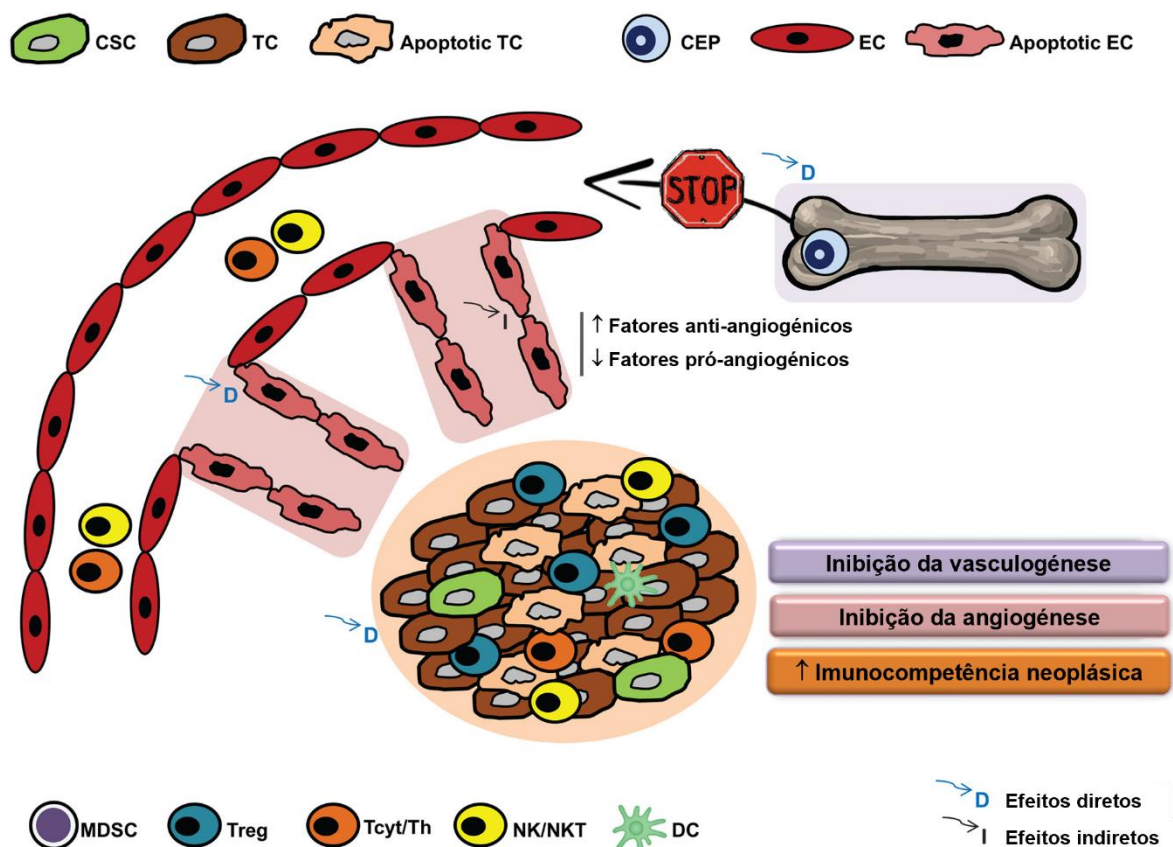 CSC
TC
Apoptotic TC
CEP
EC
Apoptotic EC
STOP
D
I
↑ Fatores anti-angiogénicos
↓ Fatores pró-angiogénicos
D
D
Inibição da vasculogénese
Inibição da angiogénese
↑ Imunocompetência neoplásica
MDSC
Treg
Tcyt/Th
NK/NKT
DC
D Efeitos diretos
I Efeitos indiretos